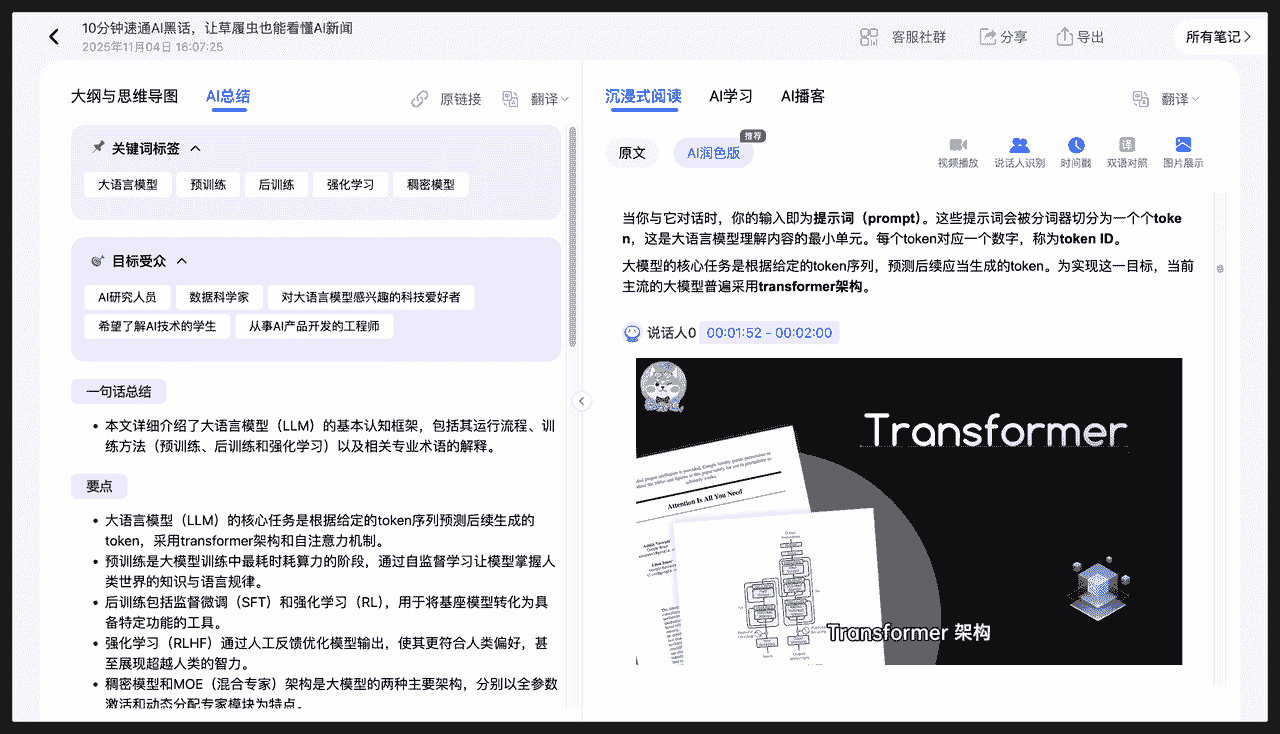 10分钟速通AI黑话，让草履虫也能看懂AI新闻
2025年11月04日 16:07:25
客服社群
分享
导出
所有笔记
大纲与思维导图
AI总结
原链接
翻译
关键词标签
大语言模型
预训练
后训练
强化学习
稠密模型
目标受众
AI研究人员
数据科学家
对大语言模型感兴趣的科技爱好者
希望了解AI技术的学生
从事AI产品开发的工程师
一句话总结
• 本文详细介绍了大语言模型（LLM）的基本认知框架，包括其运行流程、训
练方法（预训练、后训练和强化学习）以及相关专业术语的解释。
要点
• 大语言模型（LLM）的核心任务是根据给定的token序列预测后续生成的
token，采用transformer架构和自注意力机制。
• 预训练是大模型训练中最耗时耗算力的阶段，通过自监督学习让模型掌握人
类世界的知识与语言规律。
• 后训练包括监督微调（SFT）和强化学习（RL），用于将基座模型转化为具
备特定功能的工具。
• 强化学习（RLHF）通过人工反馈优化模型输出，使其更符合人类偏好，甚
至展现超越人类的智力。
• 稠密模型和MOE（混合专家）架构是大模型的两种主要架构，分别以全参数
激活和动态分配专家模块为特点。
沉浸式阅读
AI学习
AI播客
翻译
原文
AI润色版
推荐
视频播放
说话人识别
时间戳
译
双语对照
图片展示
当你与它对话时，你的输入即为提示词（prompt）。这些提示词会被分词器切分为一个个toke
n，这是大语言模型理解内容的最小单元。每个token对应一个数字，称为token ID。
大模型的核心任务是根据给定的token序列，预测后续应当生成的token。为实现这一目标，当前
主流的大模型普遍采用transformer架构。
说话人0
00:01:52 - 00:02:00
Transformer
Attention Is All You Need
Transformer 架构